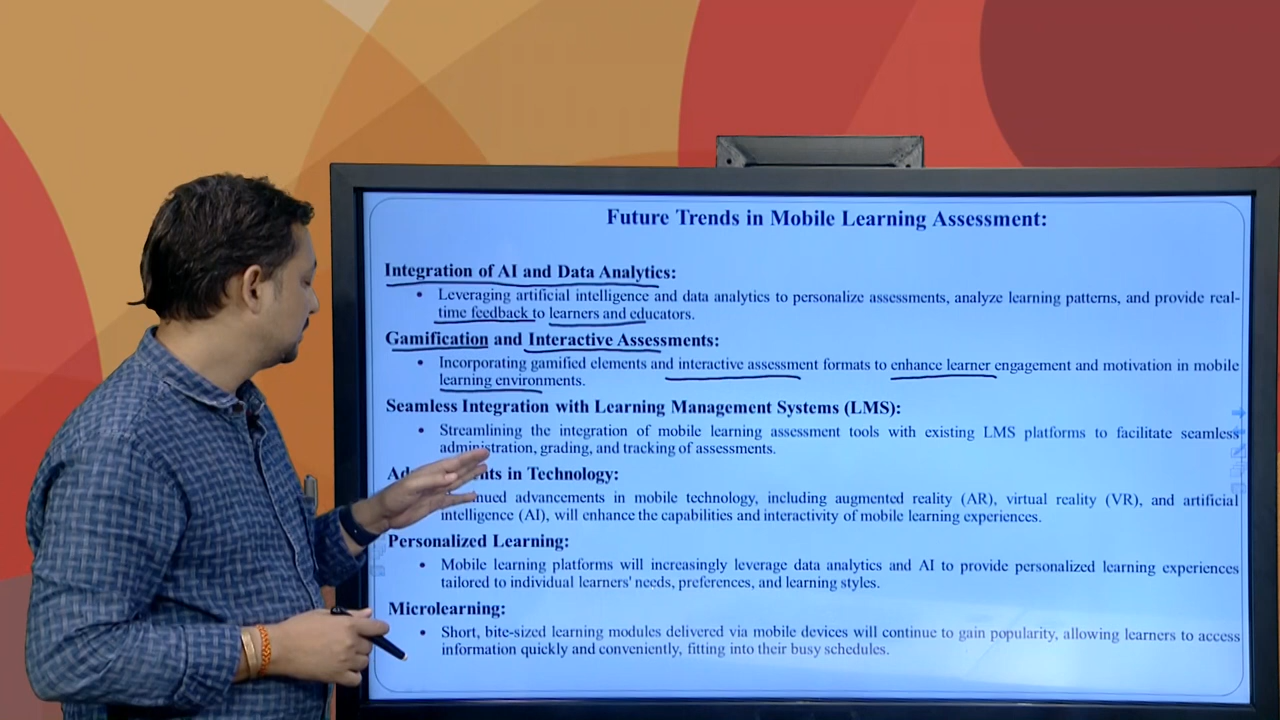 Future Trends in Mobile Learning Assessment:
Integration of AI and Data Analytics:
• Leveraging artificial intelligence and data analytics to personalize assessments, analyze learning patterns, and provide real-
time feedback to learners and educators.
Gamification and Interactive Assessments:
• Incorporating gamified elements and interactive assessment formats to enhance learner engagement and motivation in mobile
learning environments.
Seamless Integration with Learning Management Systems (LMS):
• Streamlining the integration of mobile learning assessment tools with existing LMS platforms to facilitate seamless
administration, grading, and tracking of assessments.
in Technology:
advancements in mobile technology, including augmented reality (AR), virtual reality (VR), and artificial
intelligence (AI), will enhance the capabilities and interactivity of mobile learning experiences.
Personalized Learning:
• Mobile learning platforms will increasingly leverage data analytics and AI to provide personalized learning experiences
tailored to individual learners' needs, preferences, and learning styles.
Microlearning:
• Short, bite-sized learning modules delivered via mobile devices will continue to gain popularity, allowing learners to access
information quickly and conveniently, fitting into their busy schedules.